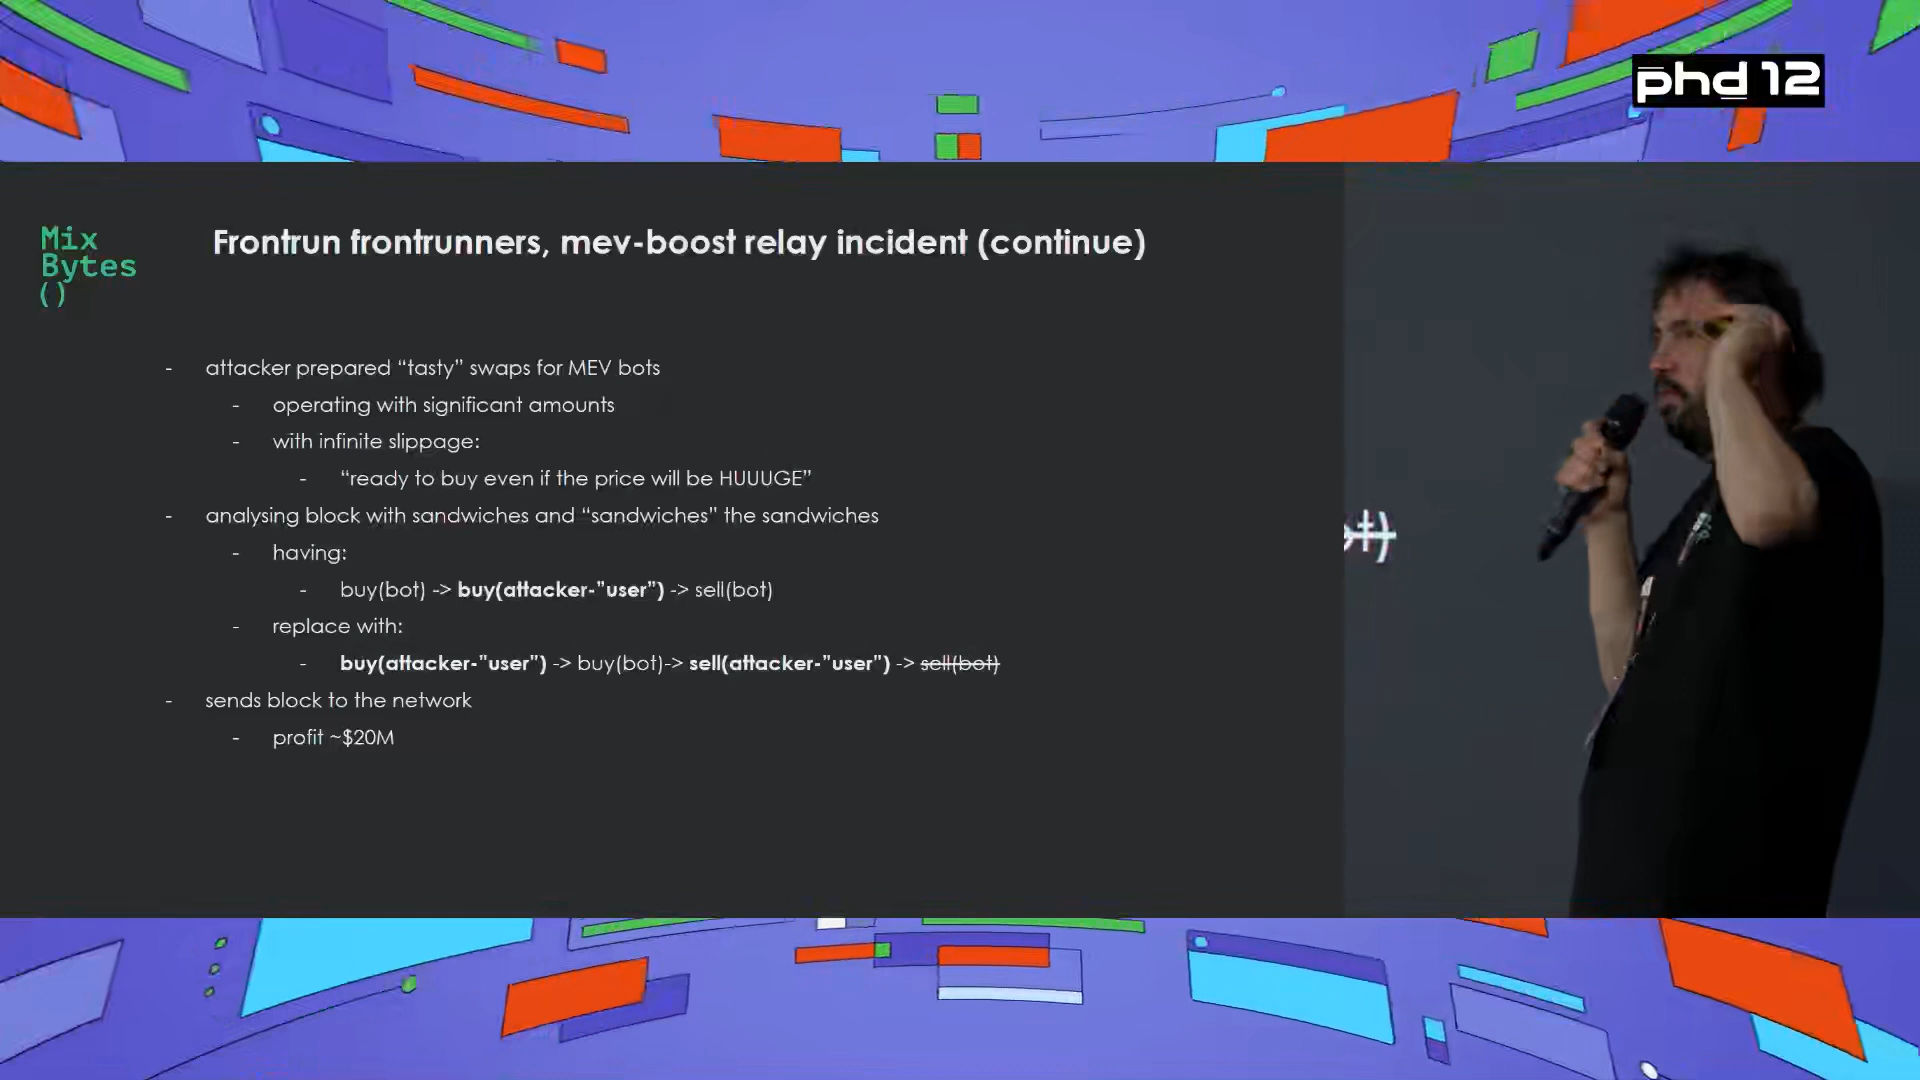 phd 12
Mix
Bytes
()
Frontrun frontrunners, mev-boost relay incident (continue)
- attacker prepared “tasty” swaps for MEV bots
- operating with significant amounts
- with infinite slippage:
- “ready to buy even if the price will be HUUUGE”
- analysing block with sandwiches and “sandwiches” the sandwiches
- having:
- buy(bot) -> buy(attacker-”user”) -> sell(bot)
- replace with:
- buy(attacker-”user”) -> buy(bot)-> sell(attacker-”user”) -> sell(bot)
- sends block to the network
- profit ~$20M